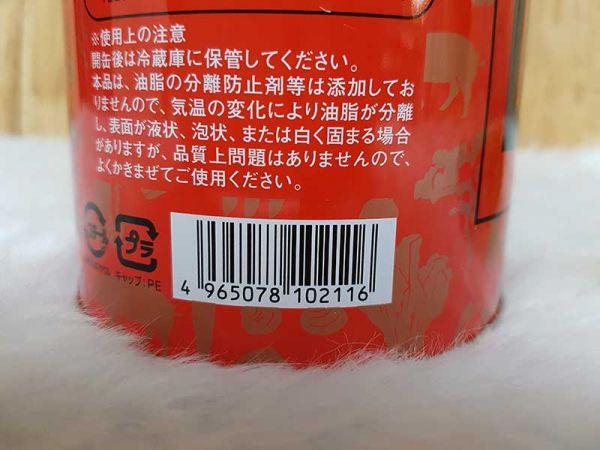 ※使用上の注意
開缶後は冷蔵庫に保管してください。
本品は、油脂の分離防止剤等は添加してお
りませんので、気温の変化により油脂が分離
し、表面が液状、泡状、または白く固まる場合
がありますが、品質上問題はありませんので、
よくかきまぜてご使用ください。
プラ
キャップ:PE
4 965078 102116